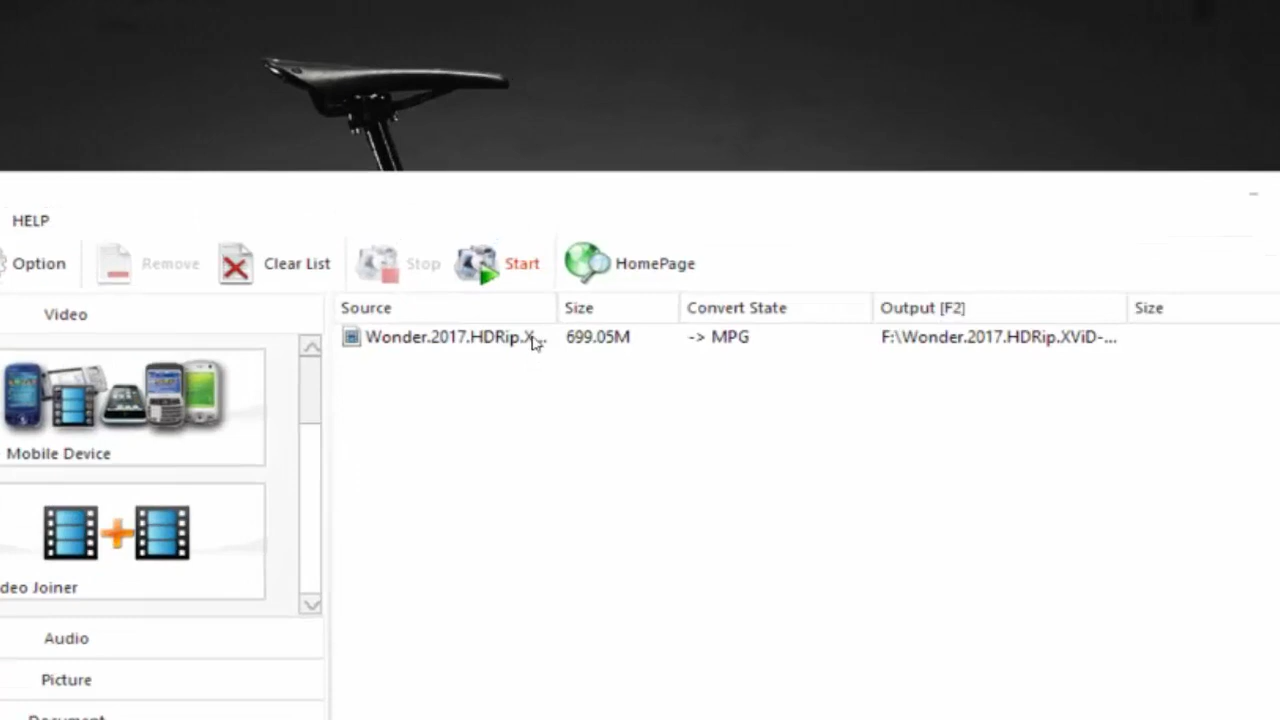 HELP
Option
Remove
Clear List
Stop
Start
HomePage
Video
Source
Size
Convert State
Output [F2]
Size
Wonder.2017.HDRip.X...
699.05M
-> MPG
F:\Wonder.2017.HDRip.XViD-...
Mobile Device
deo Joiner
Audio
Picture
Document